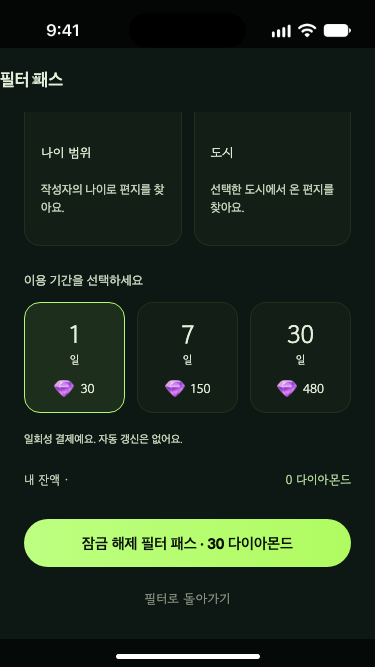 9:41
필터 패스
나이 범위
작성자의 나이로 편지를 찾
아요.
도시
선택한 도시에서 온 편지를
찾아요.
이용 기간을 선택하세요
1
일
30
7
일
150
30
일
480
일회성 결제예요. 자동 갱신은 없어요.
내 잔액 ·
0 다이아몬드
잠금 해제 필터 패스 · 30 다이아몬드
필터로 돌아가기